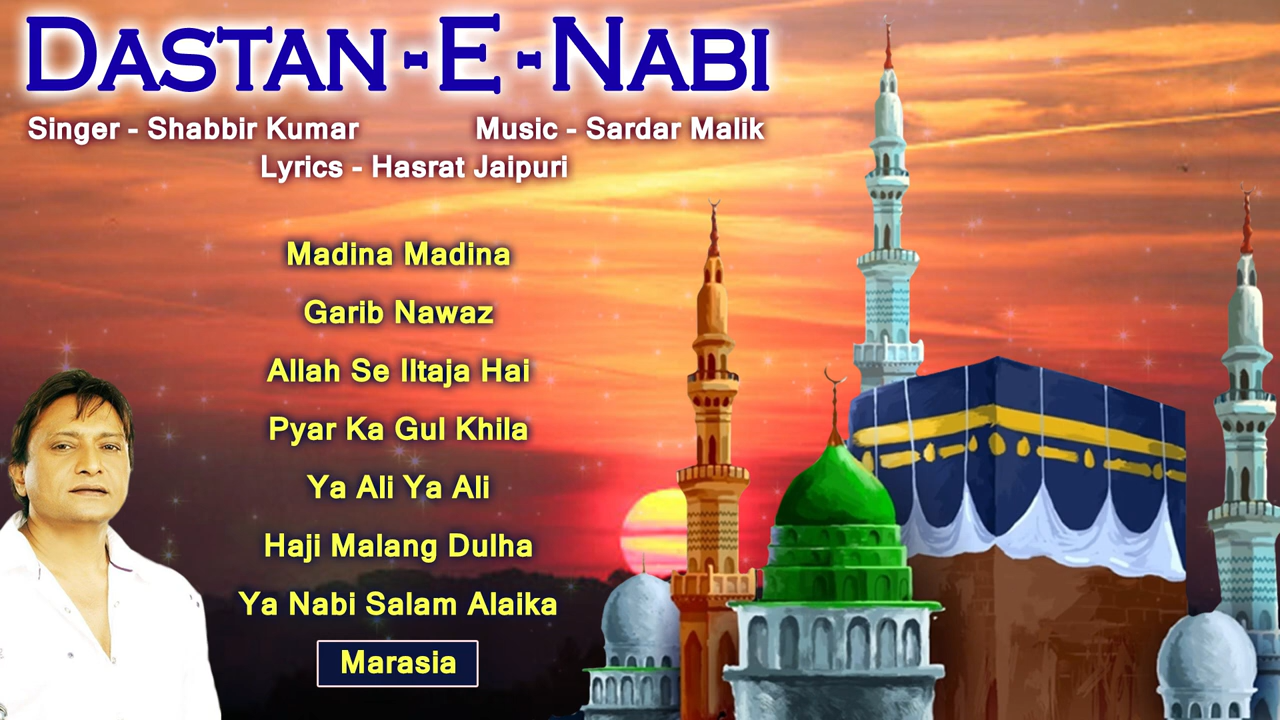 Dastan-E-Nabi
Singer - Shabbir Kumar
Music - Sardar Malik
Lyrics - Hasrat Jaipuri
Madina Madina
Garib Nawaz
Allah Se Iltaja Hai
Pyar Ka Gul Khila
Ya Ali Ya Ali
Haji Malang Dulha
Ya Nabi Salam Alaika
Marasia